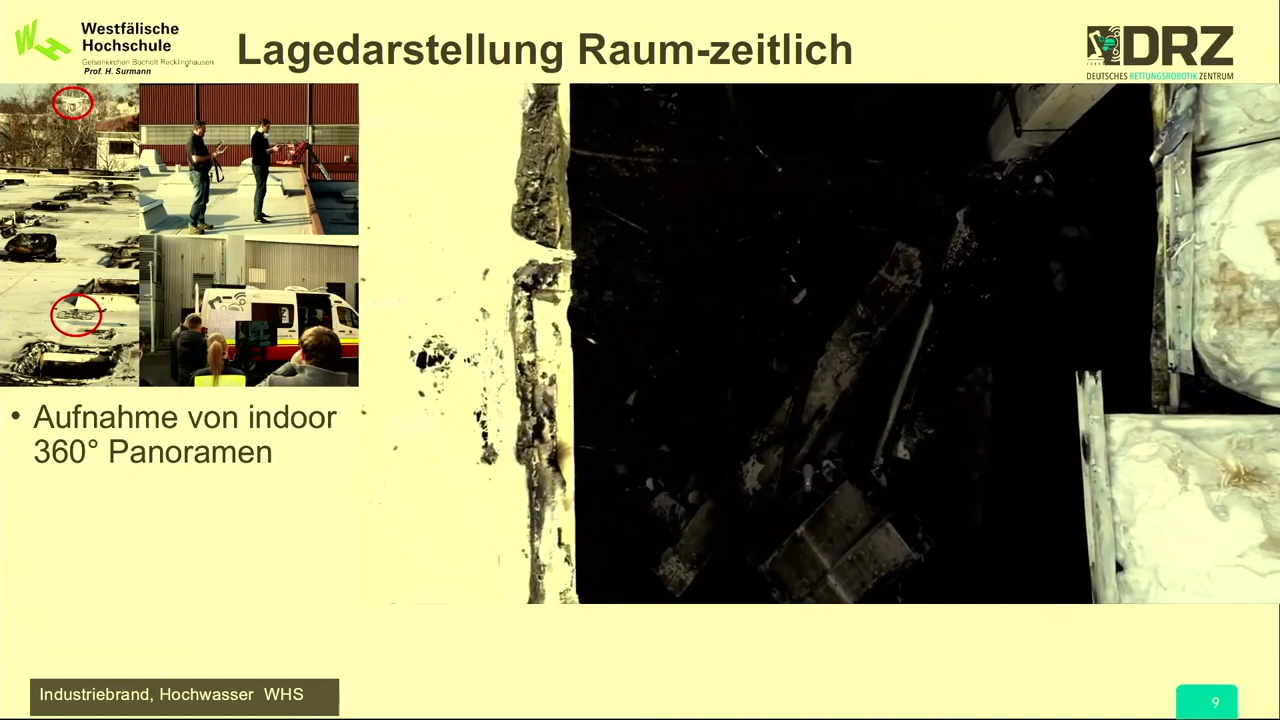 Westfälische
Hochschule
Gelsenkirchen Bocholt Recklinghausen
Prof. H. Surmann
Lagedarstellung Raum-zeitlich
DRZ
DEUTSCHES RETTUNGSROBOTIK ZENTRUM
• Aufnahme von indoor
360° Panoramen
Industriebrand, Hochwasser WHS
9